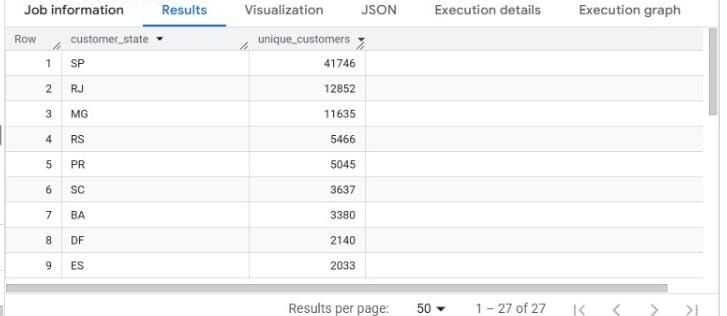 Job information Results Visualization JSON Execution details Execution graph
Row customer_state unique_customers
1 SP 41746
2 RJ 12852
3 MG 11635
4 RS 5466
5 PR 5045
6 SC 3637
7 BA 3380
8 DF 2140
9 ES 2033
Results per page: 50 1 – 27 of 27